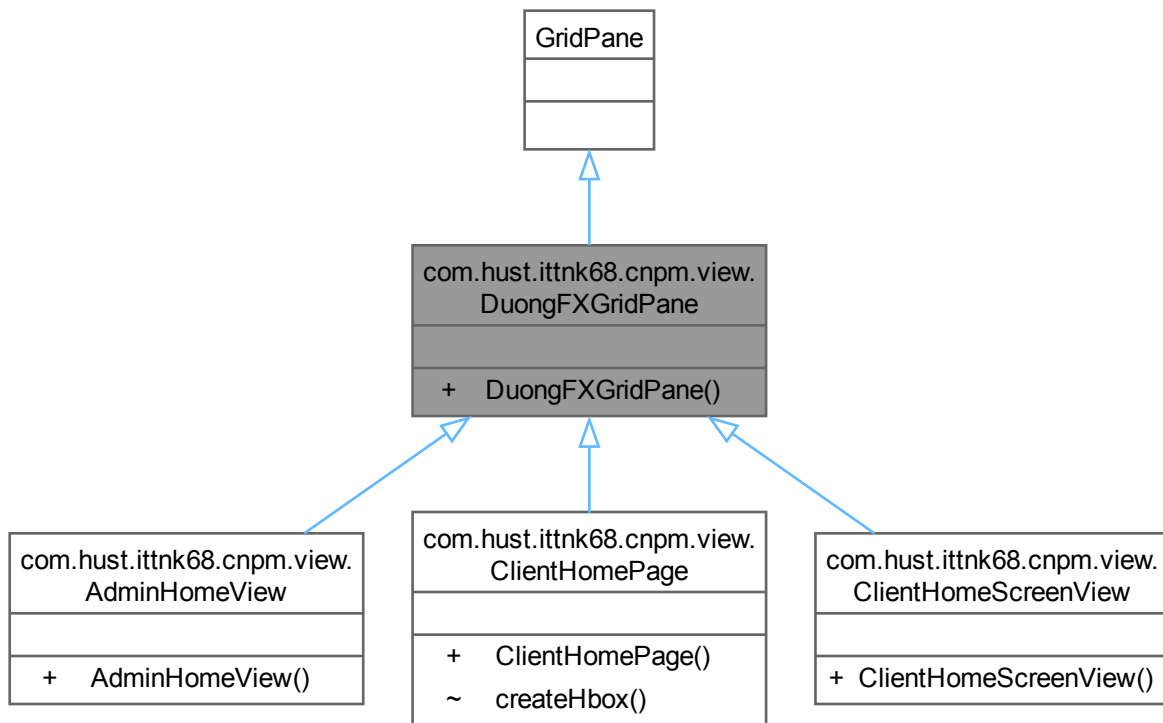 GridPane
com.hust.ittnk68.cnpm.view.
DuongFXGridPane
+ DuongFXGridPane()
com.hust.ittnk68.cnpm.view.
AdminHomeView
+ AdminHomeView()
com.hust.ittnk68.cnpm.view.
ClientHomePage
+ ClientHomePage()
~ createHbox()
com.hust.ittnk68.cnpm.view.
ClientHomeScreenView
+ ClientHomeScreenView()